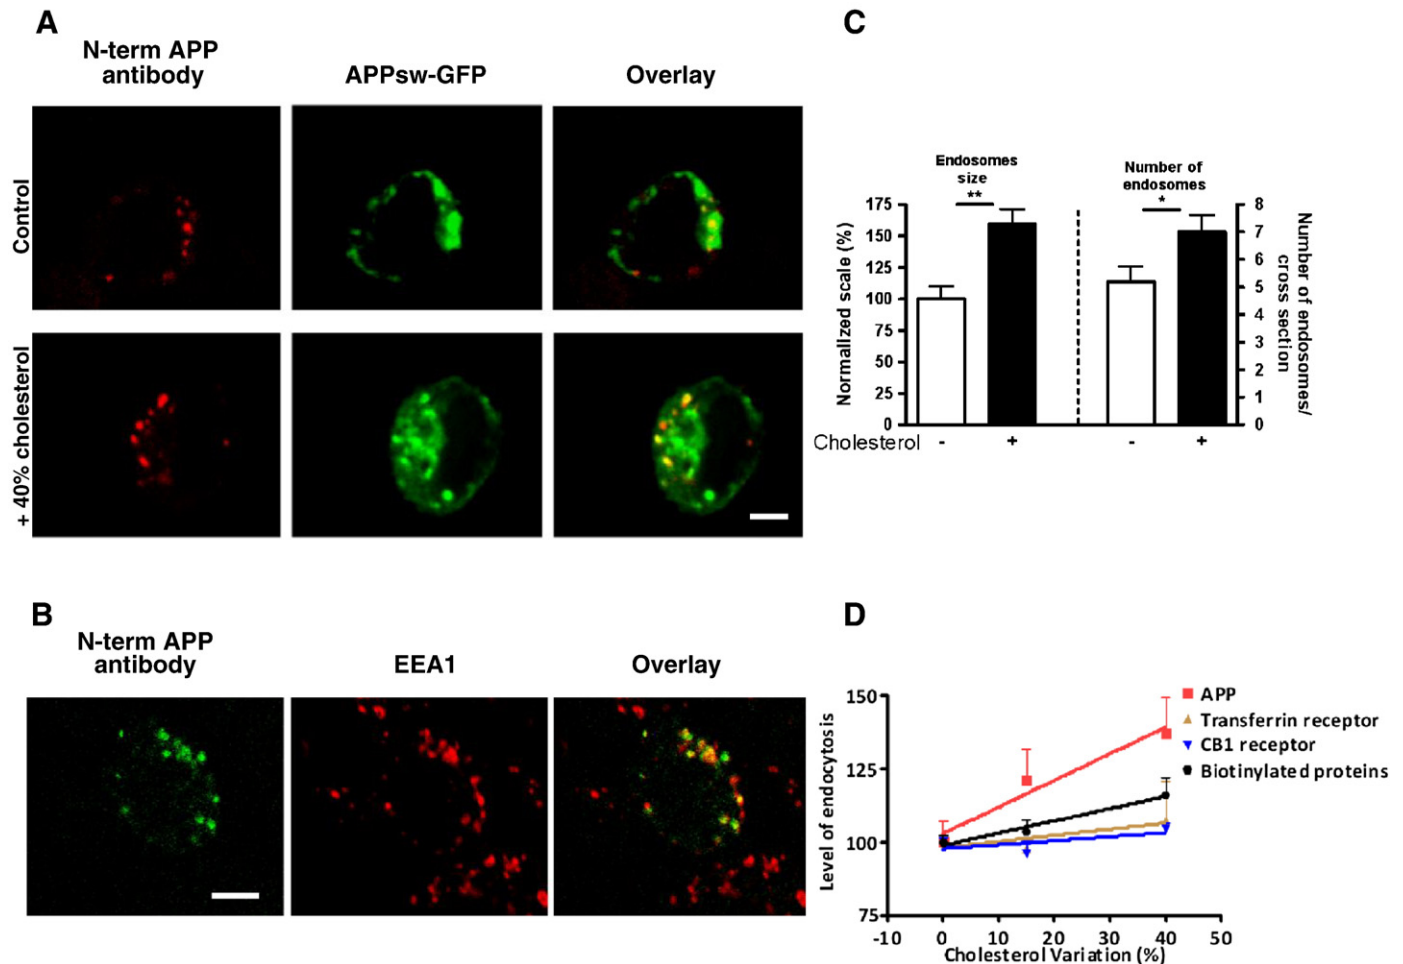 A
N-term APP
antibody
APPsw-GFP
Overlay
Control
+ 40% cholesterol
B
N-term APP
antibody
EEA1
Overlay
C
Endosomes
size
**
Number of
endosomes
*
Normalized scale (%)
175
150
125
100
75
50
25
0
8
7
6
5
4
3
2
1
0
Number of endosomes/
cross section
Cholesterol - + - +
D
Level of endocytosis
150
125
100
75
-10 0 10 20 30 40 50
Cholesterol Variation (%)
APP
Transferrin receptor
CB1 receptor
Biotinylated proteins